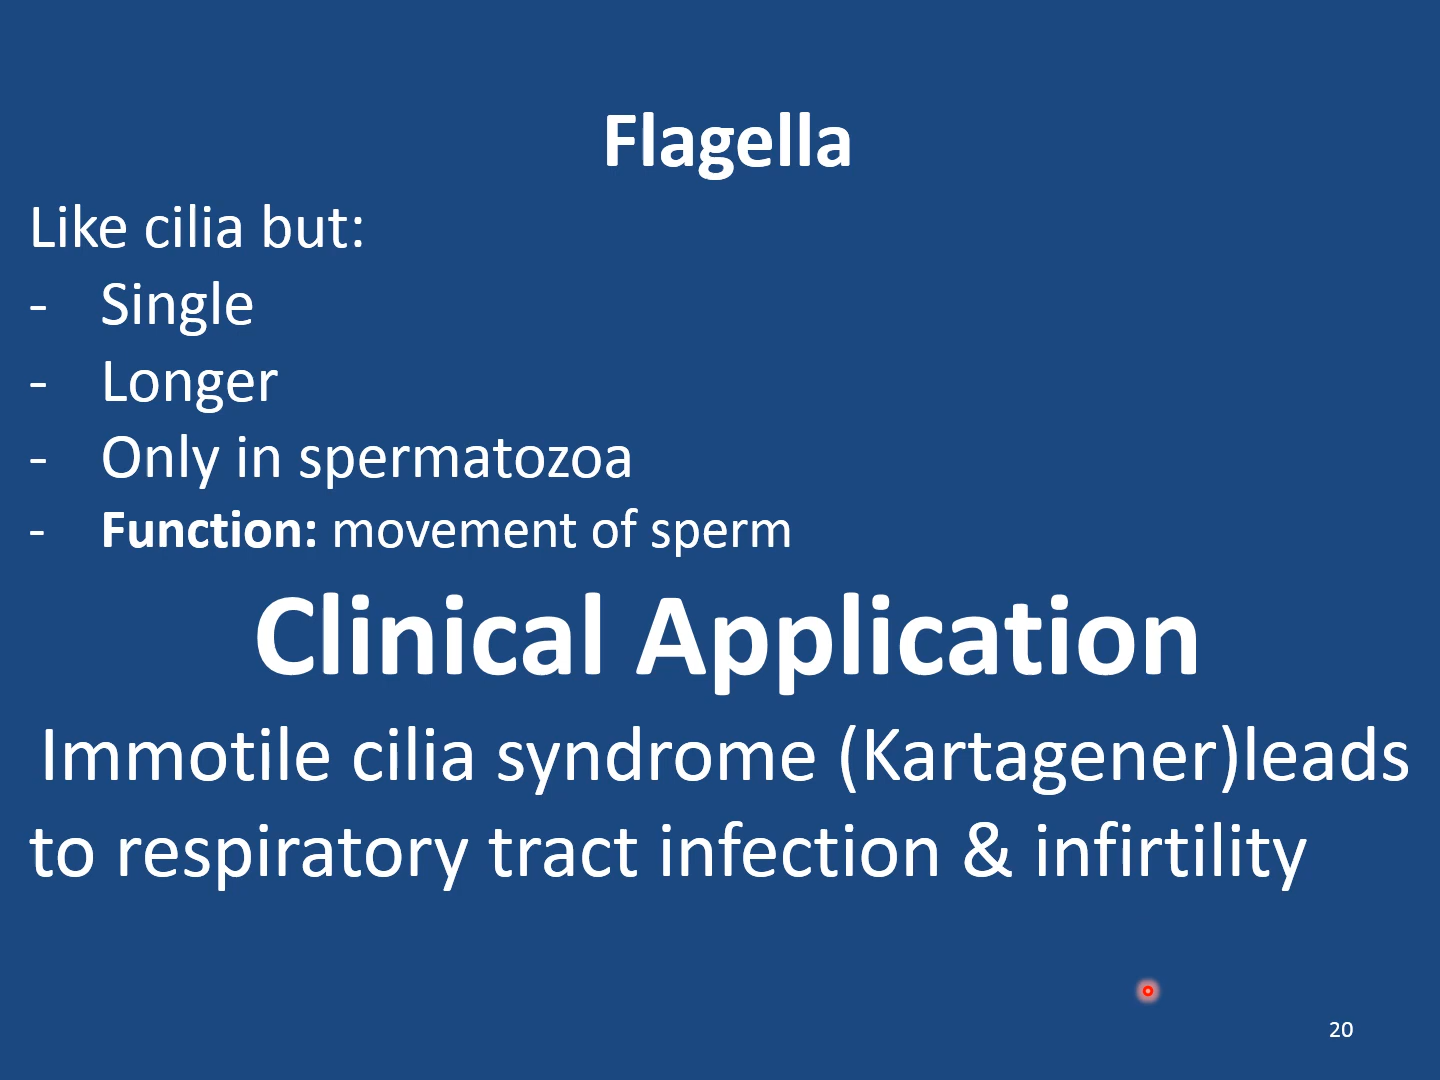 Flagella
Like cilia but:
- Single
- Longer
- Only in spermatozoa
- Function: movement of sperm
Clinical Application
Immotile cilia syndrome (Kartagener)leads
to respiratory tract infection & infirtility
20